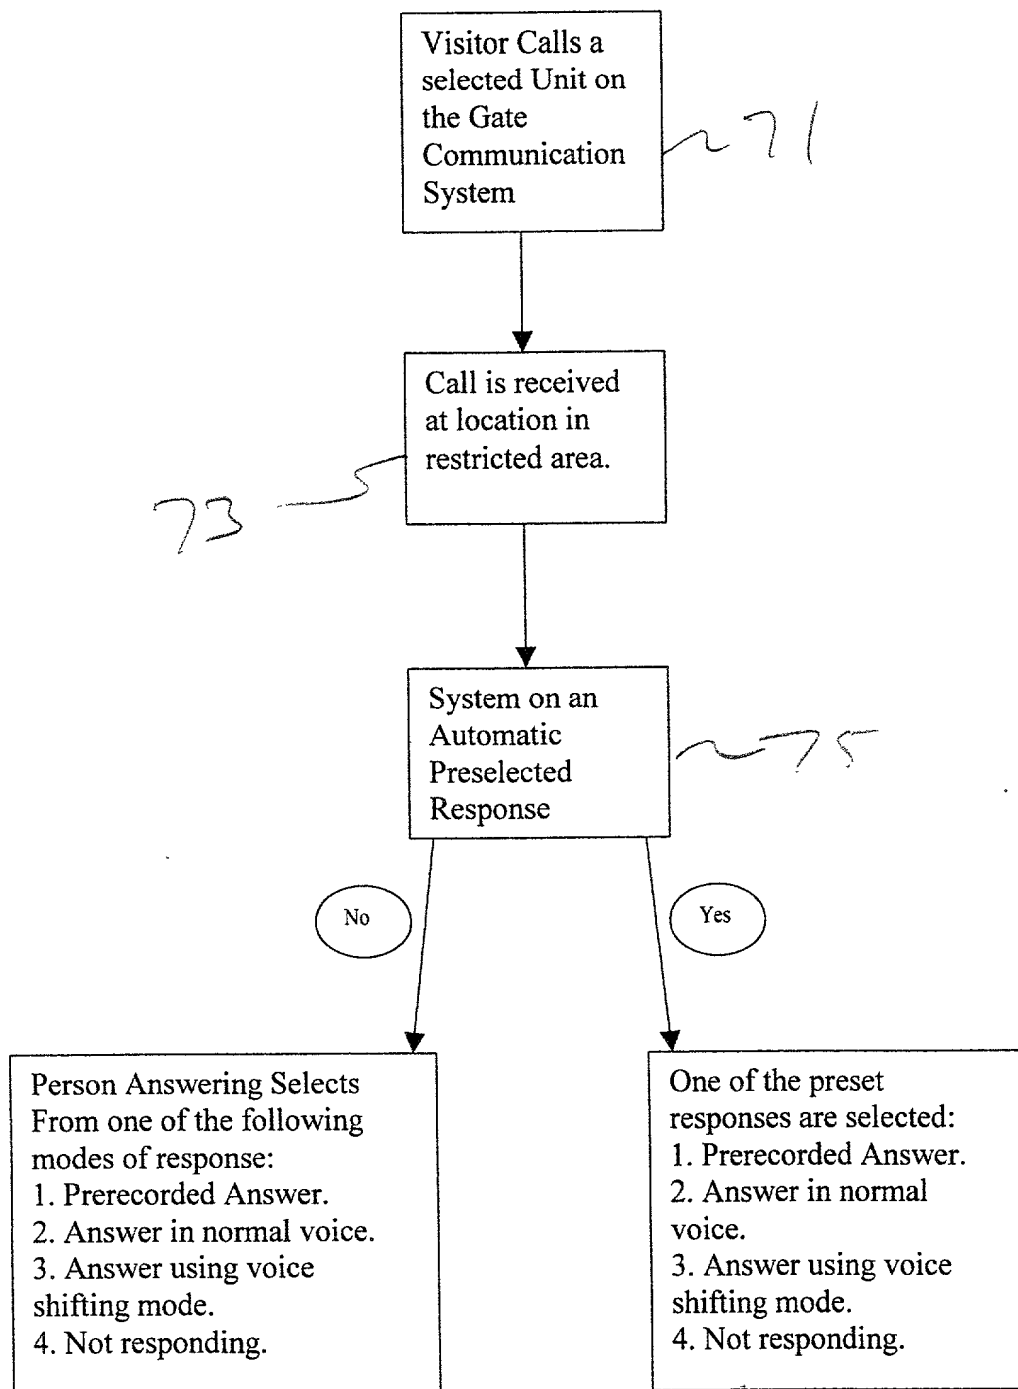 Visitor Calls a
selected Unit on
the Gate
Communication
System
71
Call is received
at location in
restricted area.
73
System on an
Automatic
Preselected
Response
75
No
Yes
Person Answering Selects
From one of the following
modes of response:
1. Prerecorded Answer.
2. Answer in normal voice.
3. Answer using voice
shifting mode.
4. Not responding.
One of the preset
responses are selected:
1. Prerecorded Answer.
2. Answer in normal
voice.
3. Answer using voice
shifting mode.
4. Not responding.